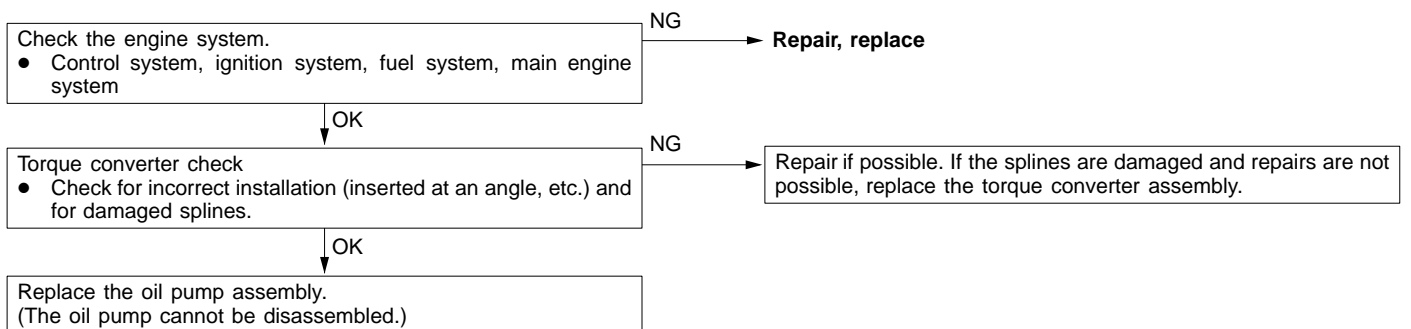 NG
Check the engine system.
Repair, replace
● Control system, ignition system, fuel system, main engine
system
OK
NG
Torque converter check
● Check for incorrect installation (inserted at an angle, etc.) and
for damaged splines.
Repair if possible. If the splines are damaged and repairs are not
possible, replace the torque converter assembly.
OK
Replace the oil pump assembly.
(The oil pump cannot be disassembled.)